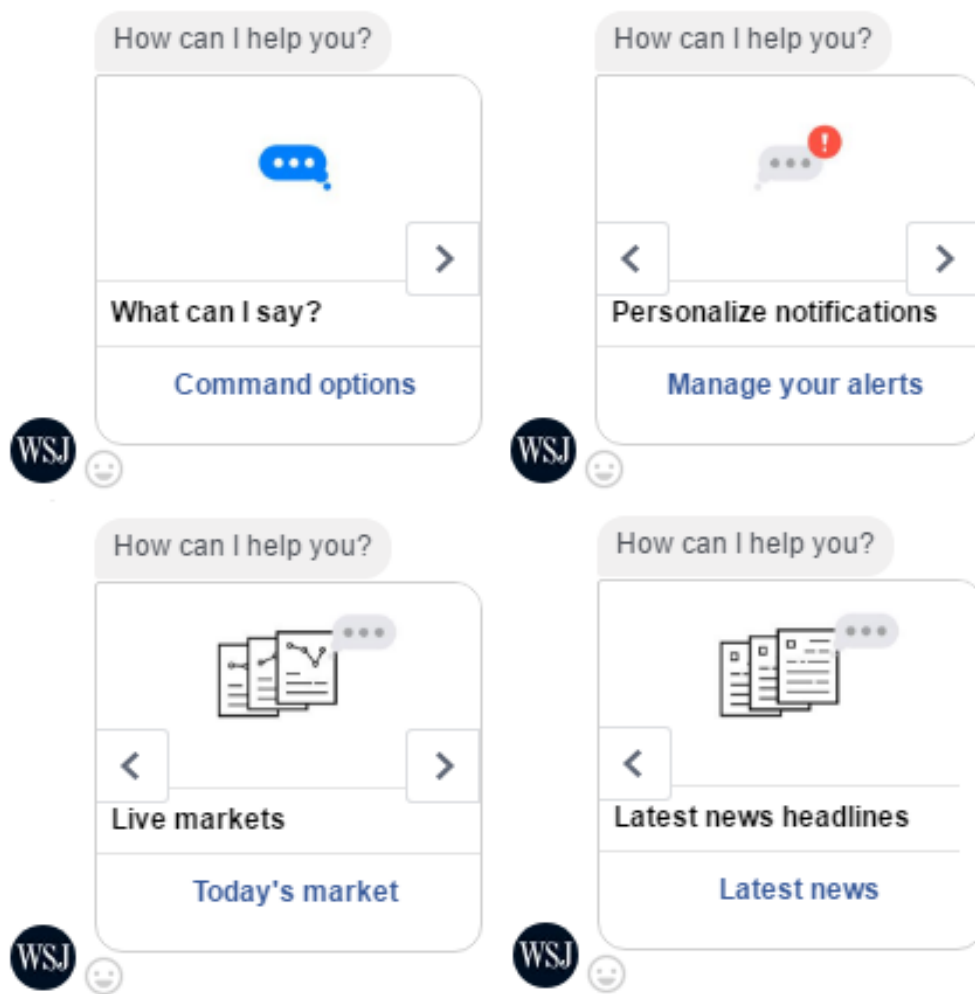 How can I help you?
What can I say?
Command options
WSJ
How can I help you?
!
Personalize notifications
Manage your alerts
WSJ
How can I help you?
Live markets
Today's market
WSJ
How can I help you?
Latest news headlines
Latest news
WSJ